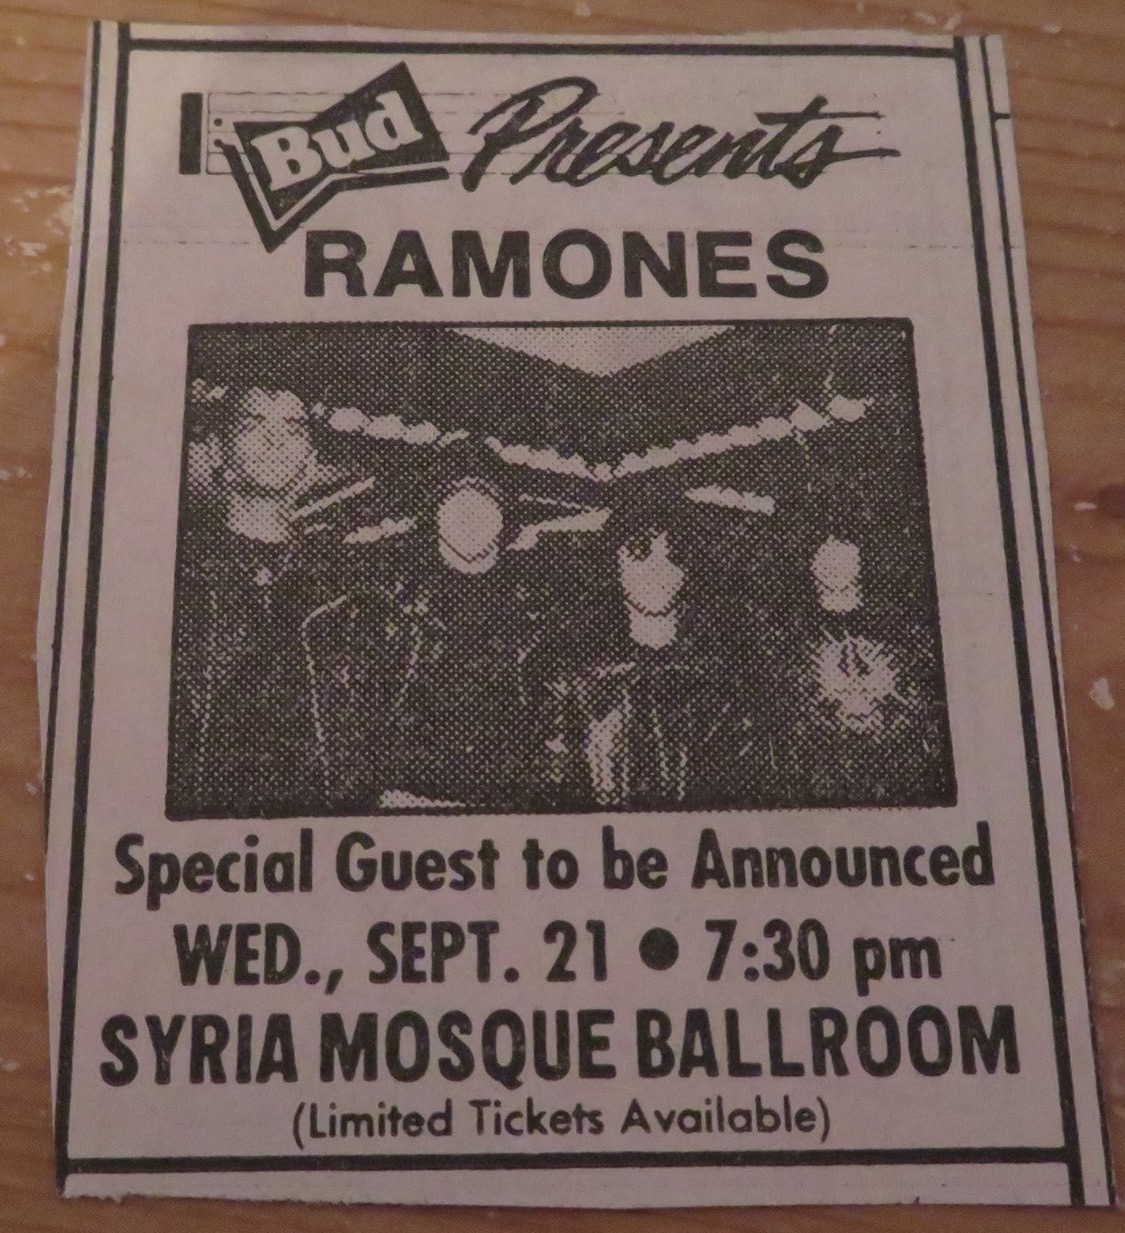 Bud Presents
RAMONES
Special Guest to be Announced
WED., SEPT. 21 • 7:30 pm
SYRIA MOSQUE BALLROOM
(Limited Tickets Available)